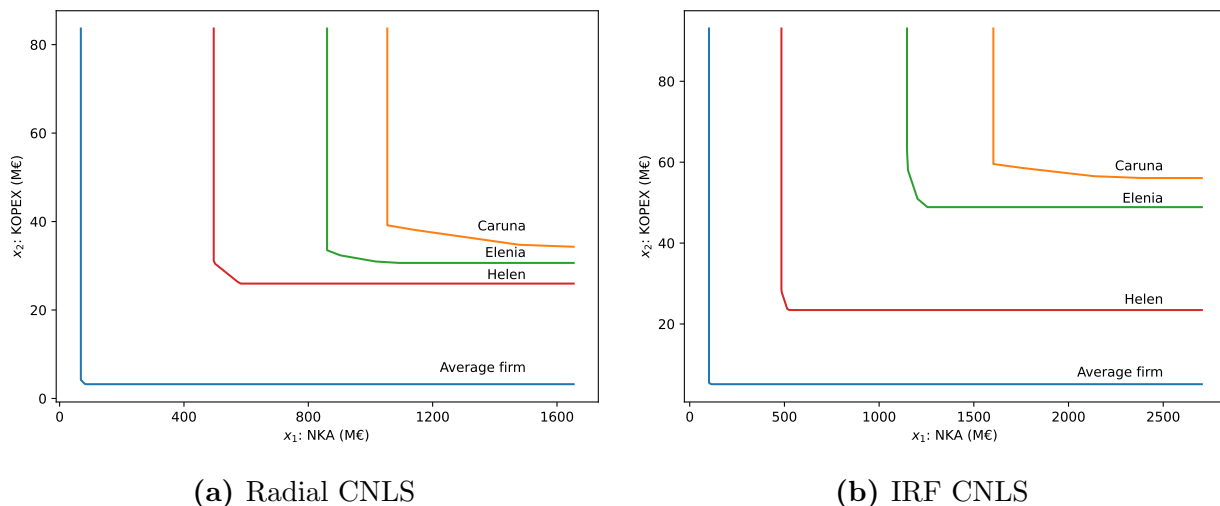 80
60
40
20
0
x₂: KOPEX (M€)
Caruna
Elenia
Helen
Average firm
0 400 800 1200 1600
x₁: NKA (M€)
(a) Radial CNLS
80
60
40
20
x₂: KOPEX (M€)
Caruna
Elenia
Helen
Average firm
0 500 1000 1500 2000 2500
x₁: NKA (M€)
(b) IRF CNLS